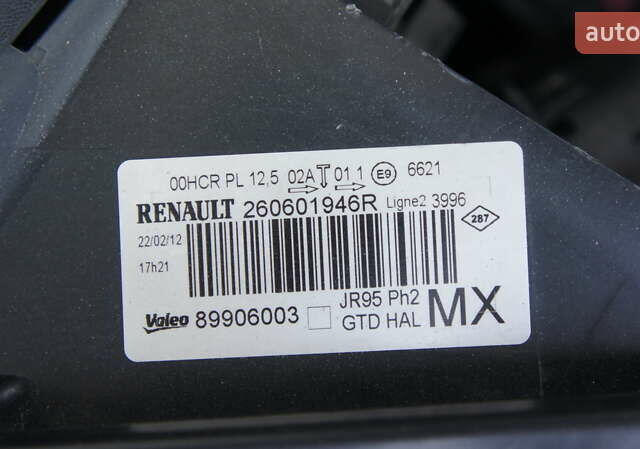 auto
00HCR PL 12,5 02A T 01 1 E9 6621
RENAULT 260601946R Ligne2 3996
22/02/12
287
17h21
JR95 Ph2
Valeo 89906003 GTD HAL MX